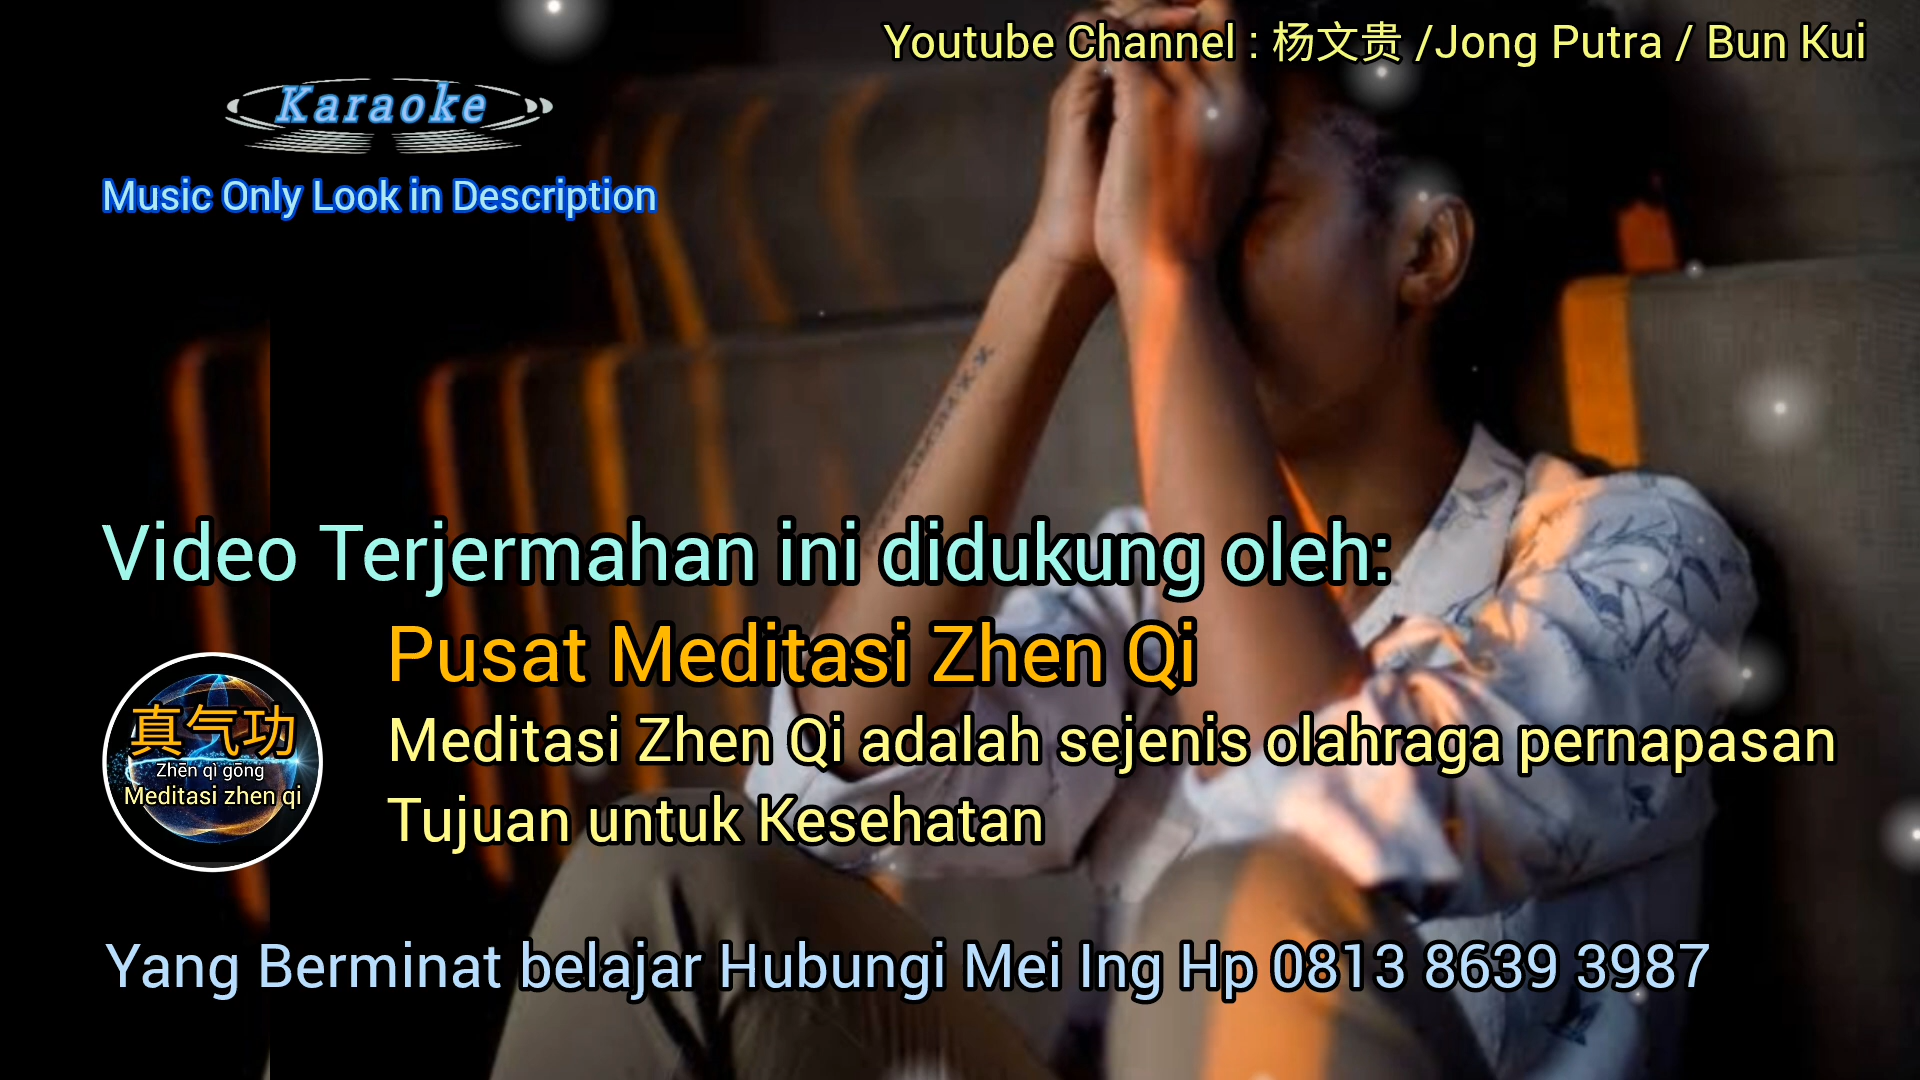 Youtube Channel : 杨文贵 /Jong Putra / Bun Kui
Karaoke
Music Only Look in Description
Video Terjermahan ini didukung oleh:
Pusat Meditasi Zhen Qi
Meditasi Zhen Qi adalah sejenis olahraga pernapasan
Tujuan untuk Kesehatan
真气功
Zhēn qì gōng
Meditasi zhen qi
Yang Berminat belajar Hubungi Mei Ing Hp 0813 8639 3987